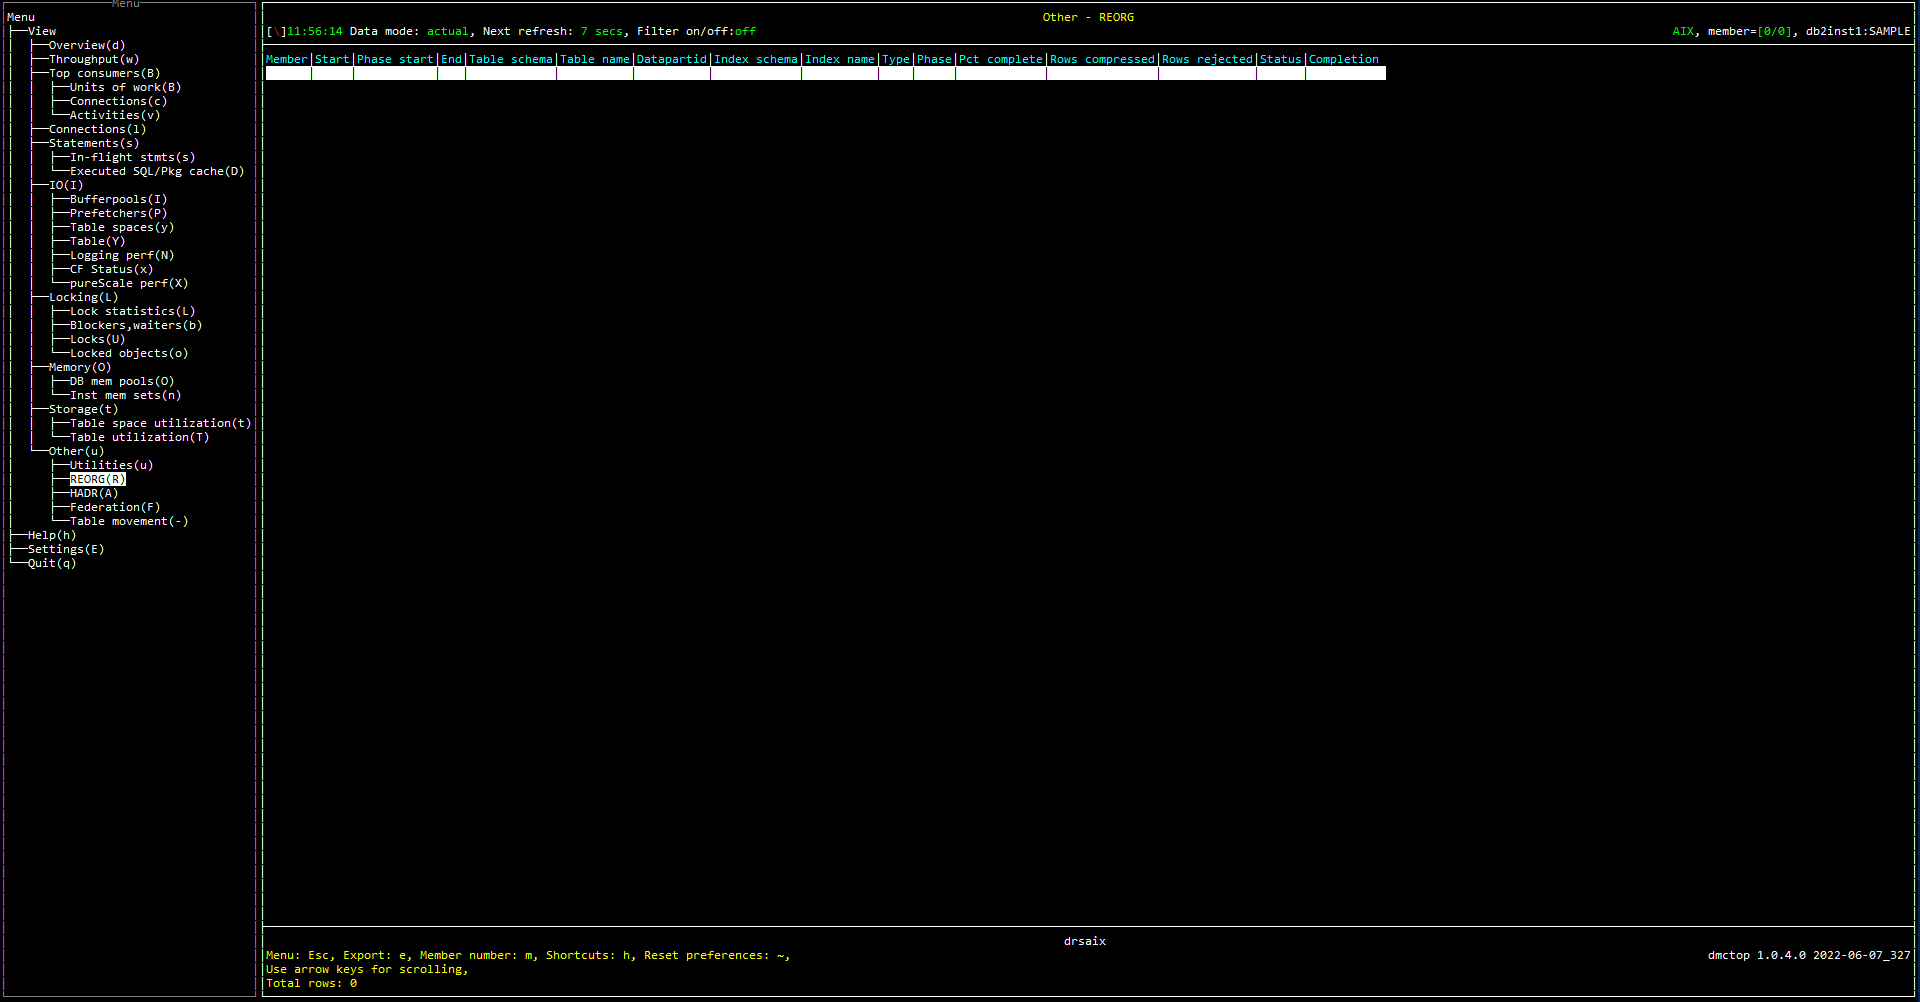 Menu
Menu
View
Overview(d)
Throughput(w)
Top consumers(B)
Units of work(B)
Connections(c)
Activities(v)
Connections(l)
Statements(s)
In-flight stmts(s)
Executed SQL/Pkg cache(D)
IO(I)
Bufferpools(I)
Prefetchers(P)
Table spaces(y)
Table(Y)
Logging perf(N)
CF Status(x)
pureScale perf(X)
Locking(L)
Lock statistics(L)
Blockers,waiters(b)
Locks(U)
Locked objects(o)
Memory(O)
DB mem pools(O)
Inst mem sets(n)
Storage(t)
Table space utilization(t)
Table utilization(T)
Other(u)
Utilities(u)
REORG(R)
HADR(A)
Federation(F)
Table movement(-)
Help(h)
Settings(E)
Quit(q)
Other - REORG
[\]11:56:14 Data mode: actual, Next refresh: 7 secs, Filter on/off:off
AIX, member=[0/0], db2inst1:SAMPLE
Member|Start|Phase start|End|Table schema|Table name|Datapartid|Index schema|Index name|Type|Phase|Pct complete|Rows compressed|Rows rejected|Status|Completion
drsaix
Menu: Esc, Export: e, Member number: m, Shortcuts: h, Reset preferences: ~,
dmctop 1.0.4.0 2022-06-07_327
Use arrow keys for scrolling,
Total rows: 0